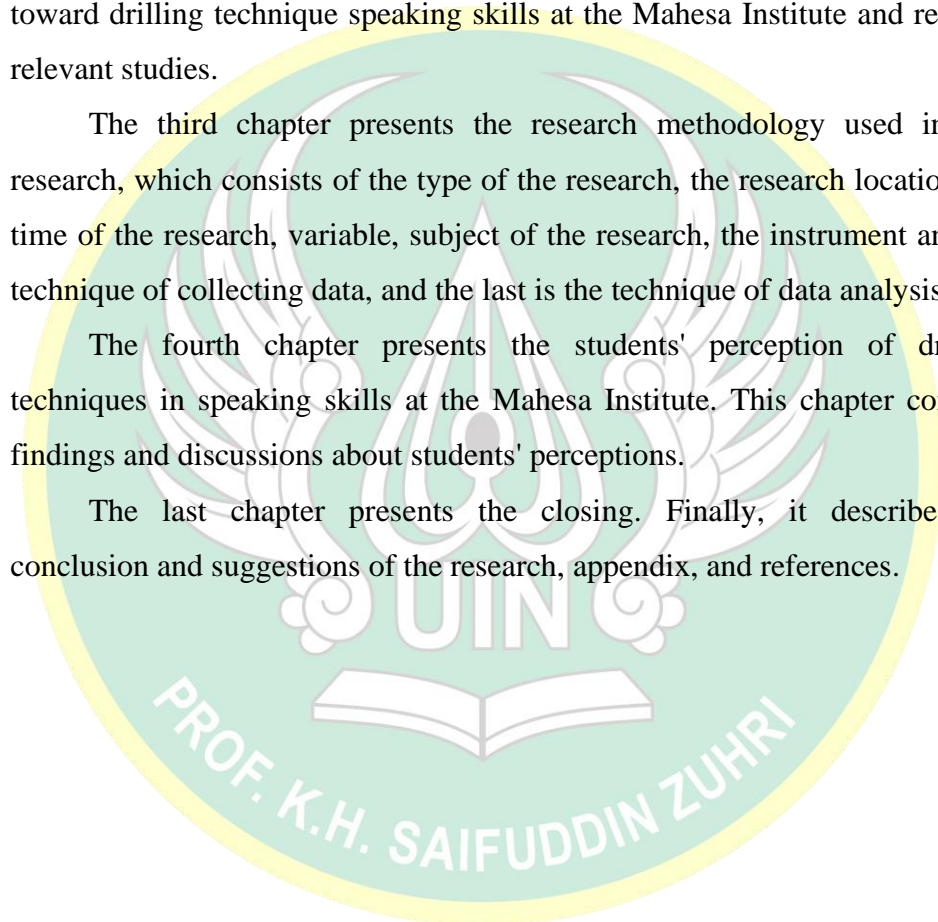 toward drilling technique speaking skills at the Mahesa Institute and re
relevant studies.
The third chapter presents the research methodology used in
research, which consists of the type of the research, the research locatio
time of the research, variable, subject of the research, the instrument an
technique of collecting data, and the last is the technique of data analysis
The fourth chapter presents the students' perception of dr
techniques in speaking skills at the Mahesa Institute. This chapter co
findings and discussions about students' perceptions.
The last chapter presents the closing. Finally, it describe
conclusion and suggestions of the research, appendix, and references.
UIN
PROF. K.H. SAIFUDDIN ZUHRI